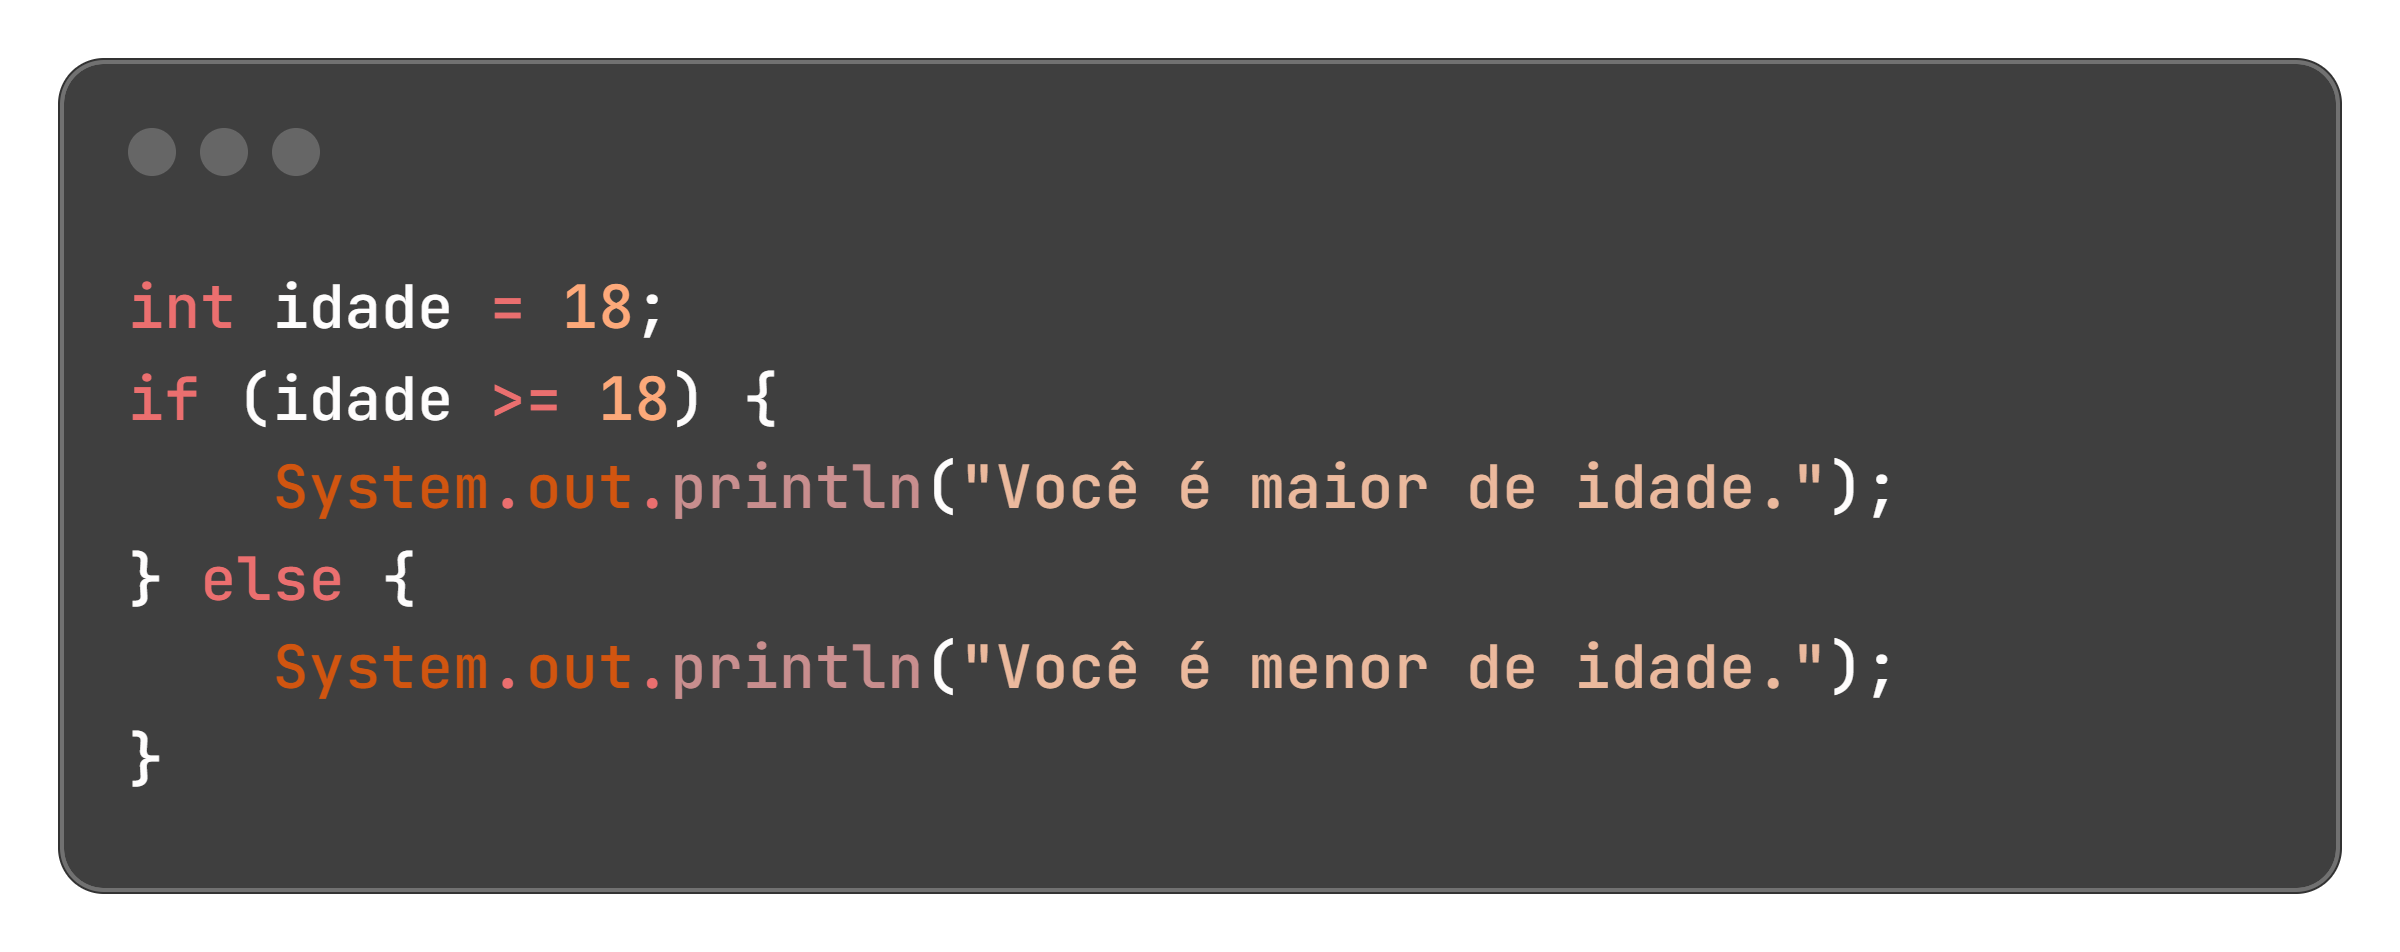 int idade = 18;
if (idade >= 18) {
    System.out.println("Você é maior de idade.");
} else {
    System.out.println("Você é menor de idade.");
}